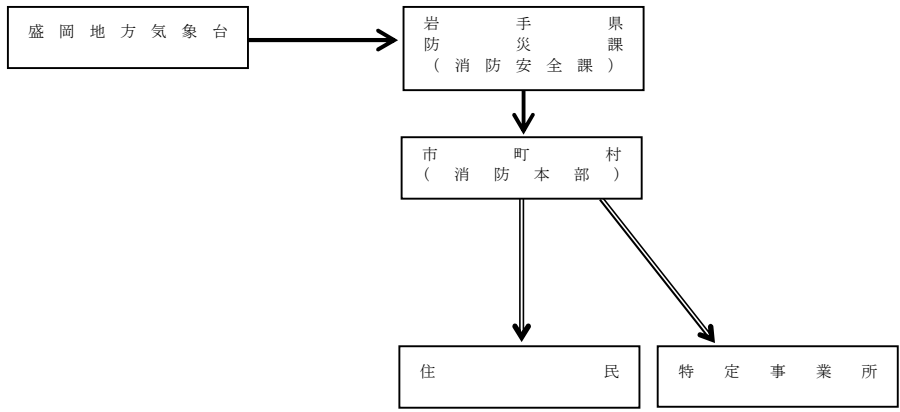 盛岡地方気象台
岩手県
防災課
（消防安全課）
市町村
（消防本部）
住民
特定事業所